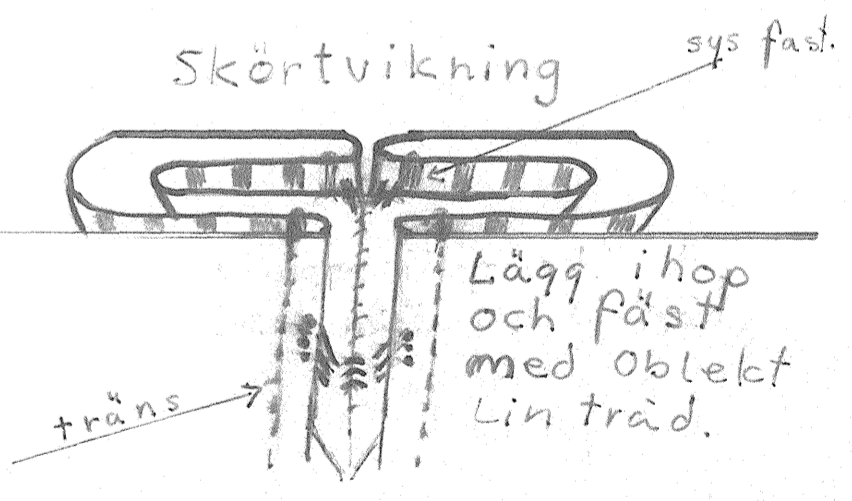 Skörtvikning
sys fast.
Lägg ihop
och fäst
med oblekt
Lin tråd.
träns